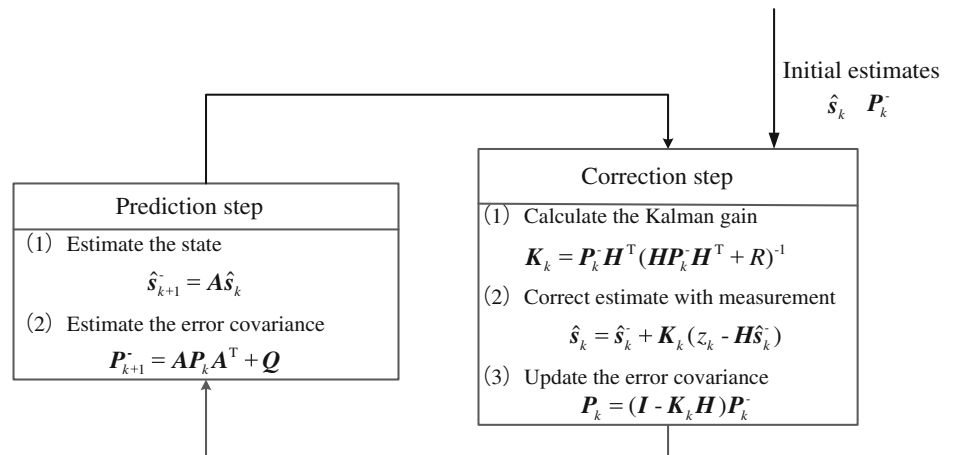 Initial estimates
ŝ_k P_k^-
Prediction step
(1) Estimate the state
ŝ_{k+1}^- = Aŝ_k
(2) Estimate the error covariance
P_{k+1}^- = AP_kA^T + Q
Correction step
(1) Calculate the Kalman gain
K_k = P_k^-H^T(HP_k^-H^T + R)^{-1}
(2) Correct estimate with measurement
ŝ_k = ŝ_k^- + K_k(z_k - Hŝ_k^-)
(3) Update the error covariance
P_k = (I - K_kH)P_k^-